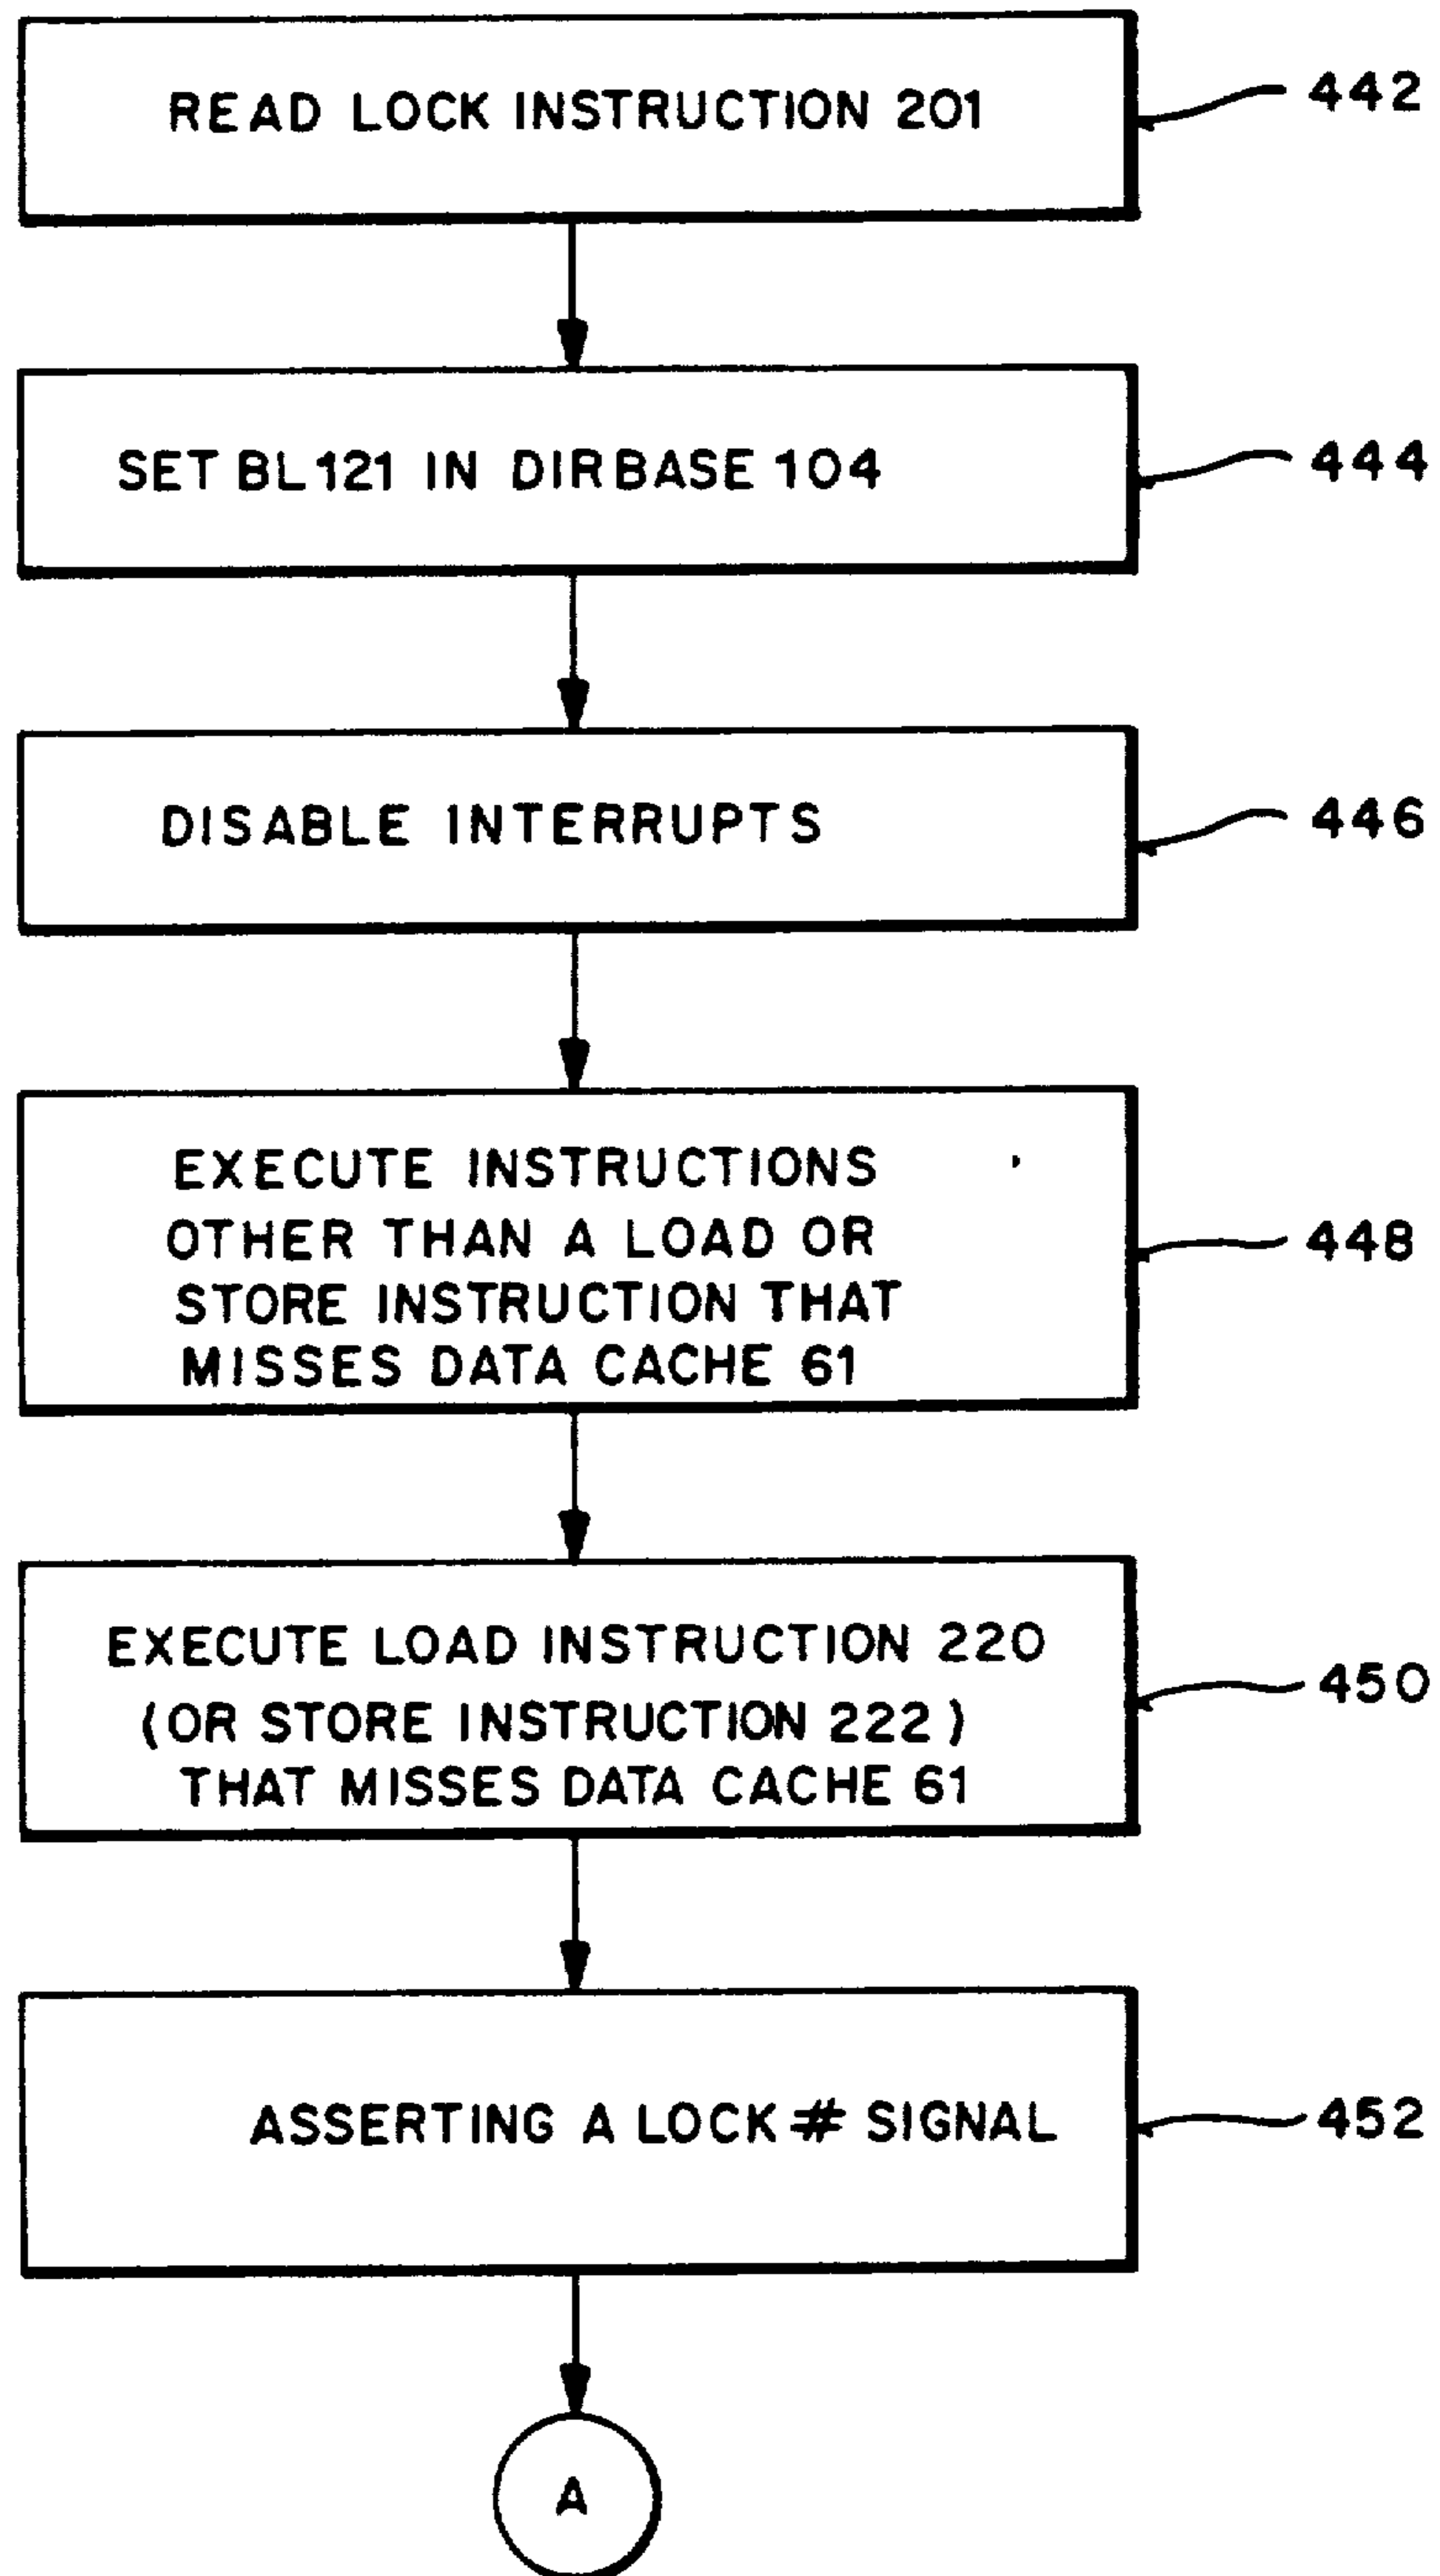 READ LOCK INSTRUCTION 201
442
SET BL 121 IN DIRBASE 104
444
DISABLE INTERRUPTS
446
EXECUTE INSTRUCTIONS
OTHER THAN A LOAD OR
STORE INSTRUCTION THAT
MISSES DATA CACHE 61
448
EXECUTE LOAD INSTRUCTION 220
(OR STORE INSTRUCTION 222)
THAT MISSES DATA CACHE 61
450
ASSERTING A LOCK # SIGNAL
452
A